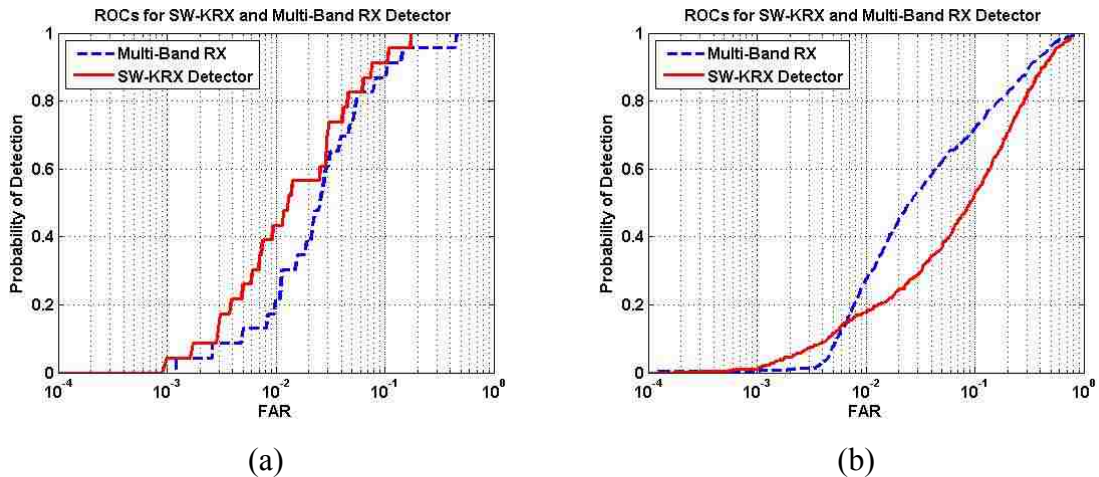 ROCs for SW-KRX and Multi-Band RX Detector
Multi-Band RX
SW-KRX Detector
Probability of Detection
1
0.8
0.6
0.4
0.2
0
10^-4 10^-3 10^-2 10^-1 10^0
FAR
(a)
ROCs for SW-KRX and Multi-Band RX Detector
Multi-Band RX
SW-KRX Detector
Probability of Detection
1
0.8
0.6
0.4
0.2
0
10^-4 10^-3 10^-2 10^-1 10^0
FAR
(b)